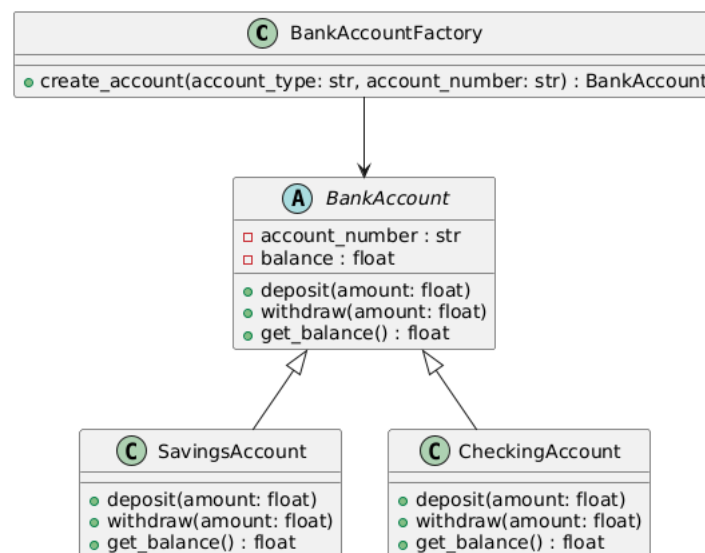 C BankAccountFactory
create_account(account_type: str, account_number: str) : BankAccount
A BankAccount
account_number : str
balance : float
deposit(amount: float)
withdraw(amount: float)
get_balance() : float
C SavingsAccount
deposit(amount: float)
withdraw(amount: float)
get_balance() : float
C CheckingAccount
deposit(amount: float)
withdraw(amount: float)
get_balance() : float